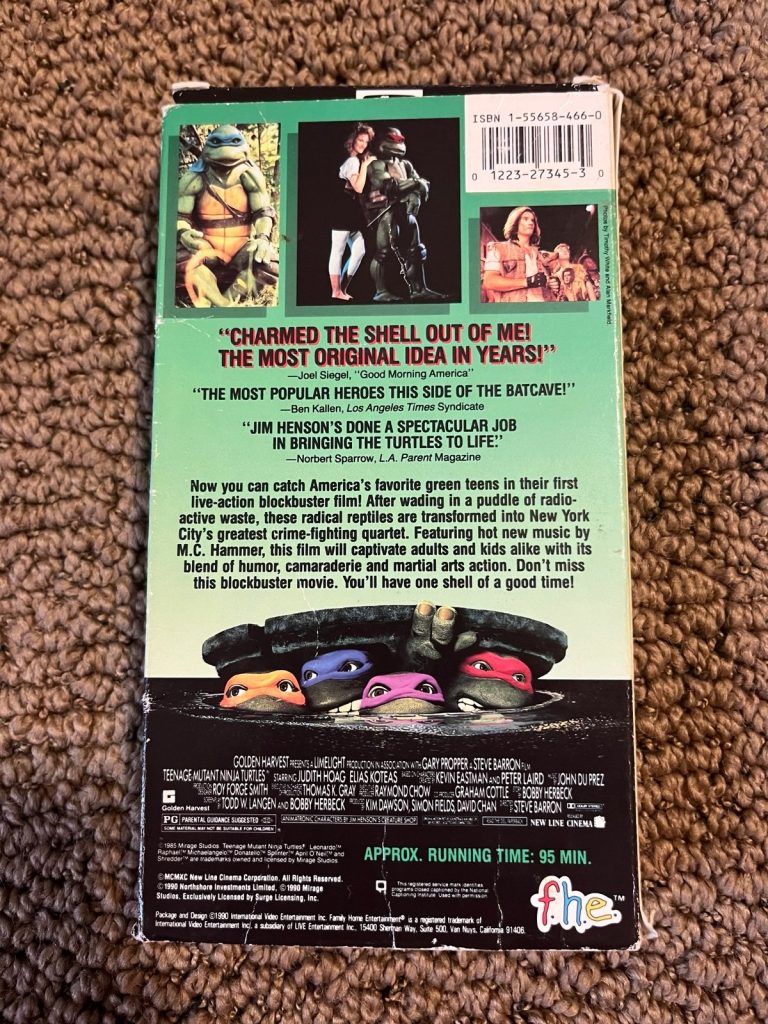 ISBN 1-55658-466-0
0 1223-27345-3 0
Photos by Timothy White and Alan Markfield
"CHARMED THE SHELL OUT OF ME!
THE MOST ORIGINAL IDEA IN YEARS!"
—Joel Siegel, "Good Morning America"
"THE MOST POPULAR HEROES THIS SIDE OF THE BATCAVE!"
—Ben Kallen, Los Angeles Times Syndicate
"JIM HENSON'S DONE A SPECTACULAR JOB
IN BRINGING THE TURTLES TO LIFE."
—Norbert Sparrow, L.A. Parent Magazine
Now you can catch America's favorite green teens in their first
live-action blockbuster film! After wading in a puddle of radio-
active waste, these radical reptiles are transformed into New York
City's greatest crime-fighting quartet. Featuring hot new music by
M.C. Hammer, this film will captivate adults and kids alike with its
blend of humor, camaraderie and martial arts action. Don't miss
this blockbuster movie. You'll have one shell of a good time!
GOLDEN HARVEST PRESENTS A LIMELIGHT PRODUCTION IN ASSOCIATION WITH GARY PROPPER A STEVE BARRON FILM
TEENAGE MUTANT NINJA TURTLES™ STARRING JUDITH HOAG ELIAS KOTEAS KEVIN EASTMAN AND PETER LAIRD JOHN DU PREZ
ROY FORGE SMITH THOMAS K. GRAY RAYMOND CHOW GRAHAM COTTLE BOBBY HERBECK
TODD W. LANGEN AND BOBBY HERBECK KIM DAWSON, SIMON FIELDS, DAVID CHAN STEVE BARRON
Golden Harvest
PG PARENTAL GUIDANCE SUGGESTED
SOME MATERIAL MAY NOT BE SUITABLE FOR CHILDREN
ANIMATRONIC CHARACTERS BY JIM HENSON'S CREATURE SHOP
NEW LINE CINEMA
©1985 Mirage Studios Teenage Mutant Ninja Turtles® Leonardo™
Raphael™ Michaelangelo™ Donatello™ Splinter™ April O'Neil™ and
Shredder™ are trademarks owned and licensed by Mirage Studios
APPROX. RUNNING TIME: 95 MIN.
©MCMXC New Line Cinema Corporation. All Rights Reserved.
©1990 Northshore Investments Limited, ©1990 Mirage
Studios, Exclusively Licensed by Surge Licensing, Inc.
This registered service mark identifies
programs closed captioned by the National
Captioning Institute. Used with permission.
f.h.e.™
Package and Design ©1990 International Video Entertainment Inc. Family Home Entertainment® is a registered trademark of
International Video Entertainment Inc., a subsidiary of LIVE Entertainment Inc. 15400 Sherman Way, Suite 500, Van Nuys, California 91406.